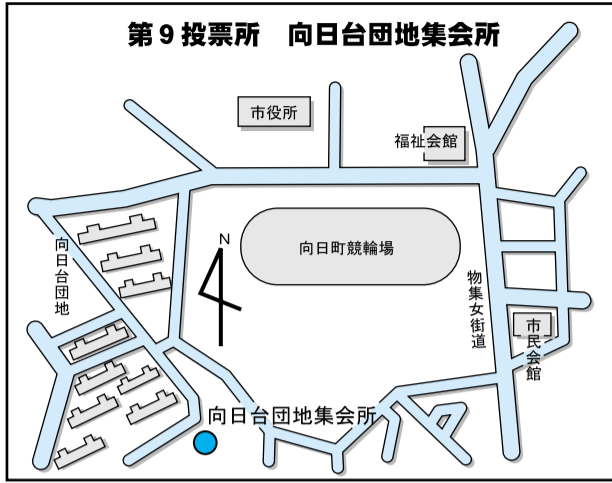 第9投票所　向日台団地集会所
市役所
福祉会館
向日台団地
N
向日町競輪場
物集女街道
市民会館
向日台団地集会所